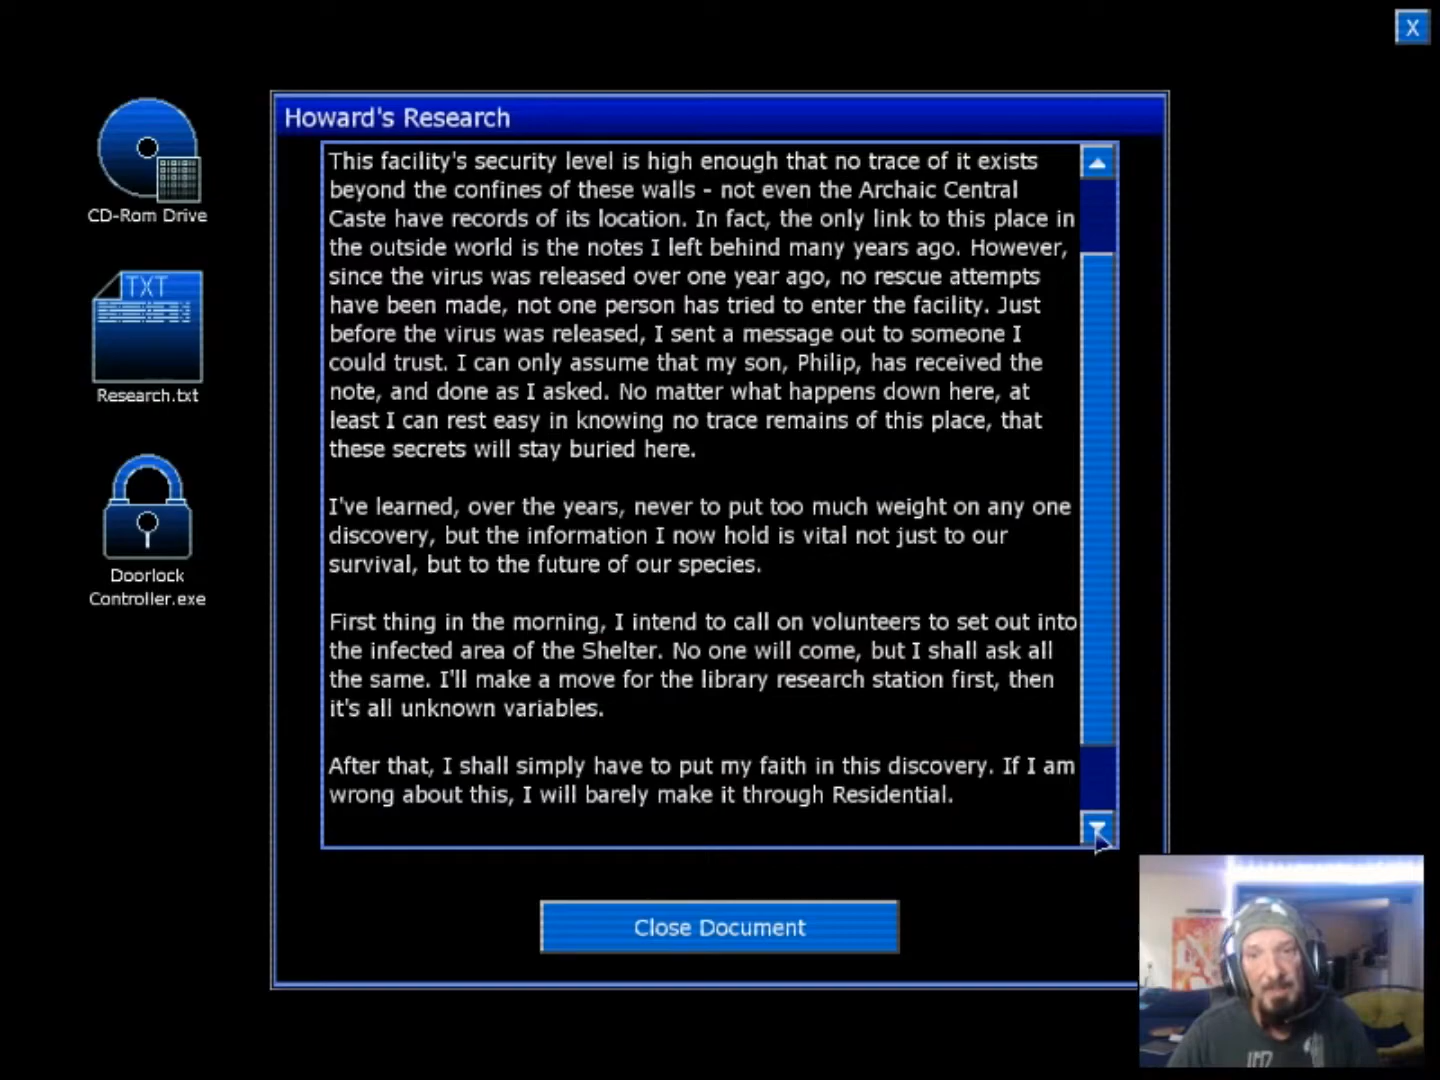 X
Howard's Research
This facility's security level is high enough that no trace of it exists
beyond the confines of these walls - not even the Archaic Central
Caste have records of its location. In fact, the only link to this place in
the outside world is the notes I left behind many years ago. However,
since the virus was released over one year ago, no rescue attempts
have been made, not one person has tried to enter the facility. Just
before the virus was released, I sent a message out to someone I
could trust. I can only assume that my son, Philip, has received the
note, and done as I asked. No matter what happens down here, at
least I can rest easy in knowing no trace remains of this place, that
these secrets will stay buried here.
I've learned, over the years, never to put too much weight on any one
discovery, but the information I now hold is vital not just to our
survival, but to the future of our species.
First thing in the morning, I intend to call on volunteers to set out into
the infected area of the Shelter. No one will come, but I shall ask all
the same. I'll make a move for the library research station first, then
it's all unknown variables.
After that, I shall simply have to put my faith in this discovery. If I am
wrong about this, I will barely make it through Residential.
Close Document
CD-Rom Drive
TXT
Research.txt
Doorlock
Controller.exe